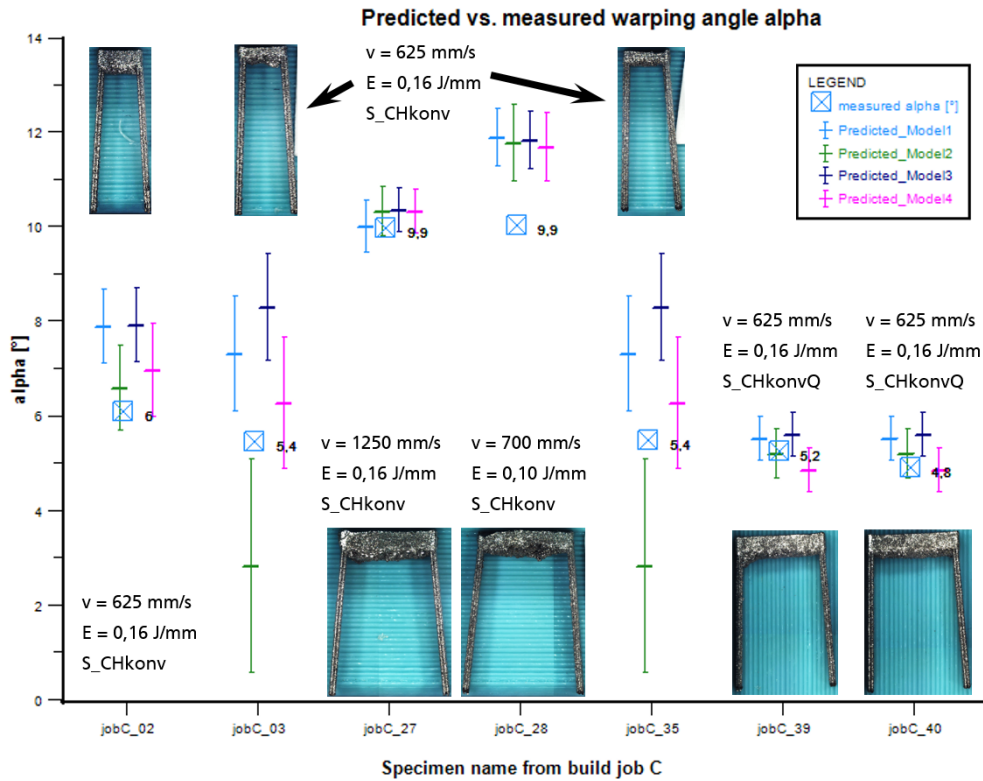 Predicted vs. measured warping angle alpha
14
12
10
8
6
4
2
0
alpha [°]
v = 625 mm/s
E = 0,16 J/mm
S_CHkonv
LEGEND
measured alpha [°]
Predicted_Model1
Predicted_Model2
Predicted_Model3
Predicted_Model4
6
5,4
9,9
9,9
5,4
5,2
4,8
v = 625 mm/s
E = 0,16 J/mm
S_CHkonv
v = 1250 mm/s
E = 0,16 J/mm
S_CHkonv
v = 700 mm/s
E = 0,10 J/mm
S_CHkonv
v = 625 mm/s
E = 0,16 J/mm
S_CHkonvQ
v = 625 mm/s
E = 0,16 J/mm
S_CHkonvQ
jobC_02
jobC_03
jobC_27
jobC_28
jobC_35
jobC_39
jobC_40
Specimen name from build job C